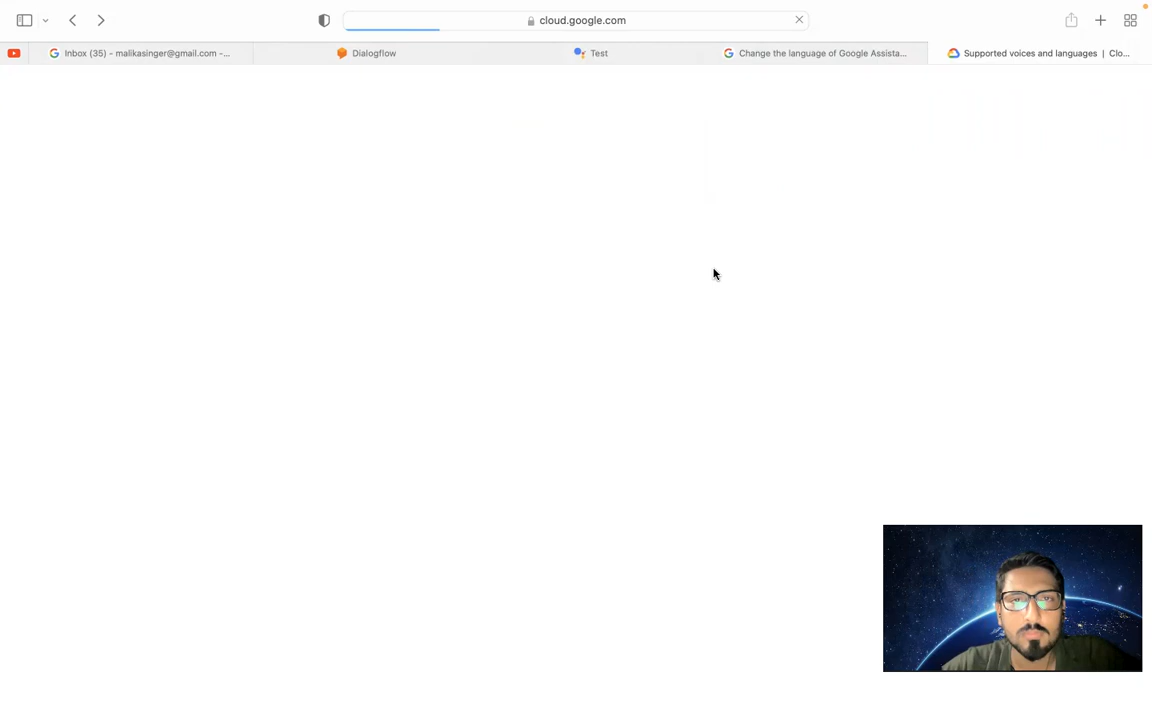 cloud.google.com
Inbox (35) - malikasinger@gmail.com -...
Dialogflow
Test
Change the language of Google Assista...
Supported voices and languages | Clo...